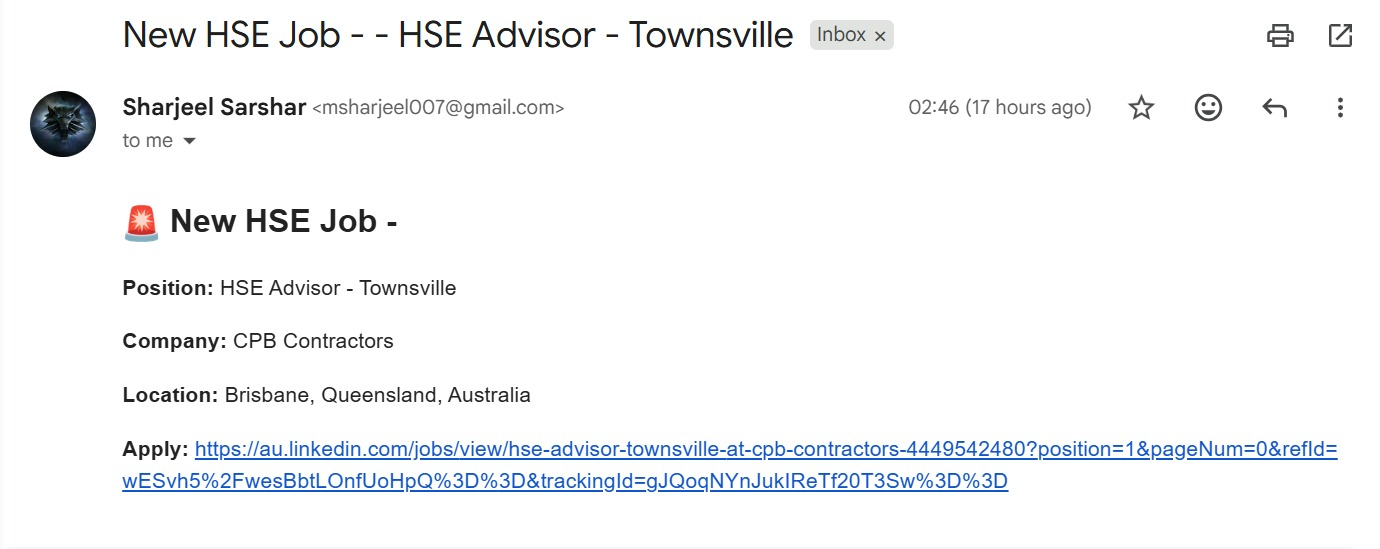 New HSE Job - - HSE Advisor - Townsville Inbox ×
Sharjeel Sarshar <msharjeel007@gmail.com> 02:46 (17 hours ago)
to me
🚨 New HSE Job -
Position: HSE Advisor - Townsville
Company: CPB Contractors
Location: Brisbane, Queensland, Australia
Apply: https://au.linkedin.com/jobs/view/hse-advisor-townsville-at-cpb-contractors-4449542480?position=1&pageNum=0&refId=
wESvh5%2FwesBbtLOnfUoHpQ%3D%3D&trackingId=gJQoqNYnJukIReTf20T3Sw%3D%3D